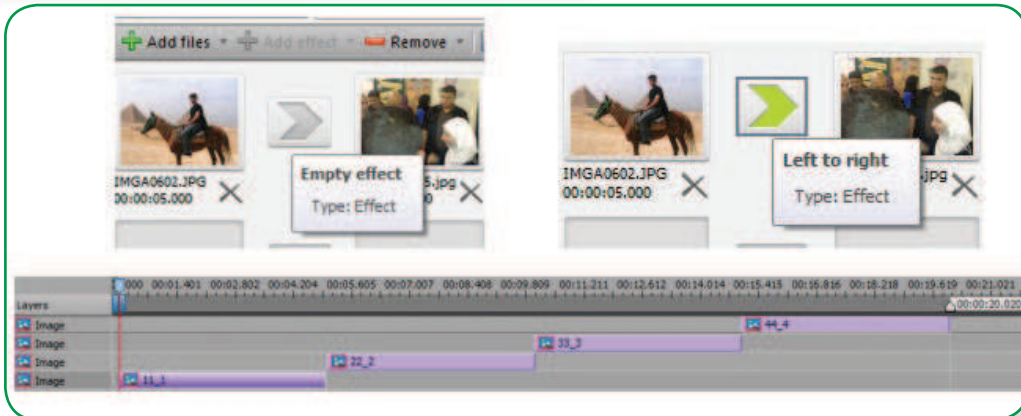 Add files Add effect Remove
IMGA0602.JPG
00:00:05.000
Empty effect
Type: Effect
.jpg
IMGA0602.JPG
00:00:05.000
Left to right
Type: Effect
.jpg
000 00:01.401 00:02.802 00:04.204 00:05.605 00:07.007 00:08.408 00:09.809 00:11.211 00:12.612 00:14.014 00:15.415 00:16.816 00:18.218 00:19.619 00:21.021
Layers 00:00:20.020
Image 44_4
Image 33_3
Image 22_2
Image 11_1